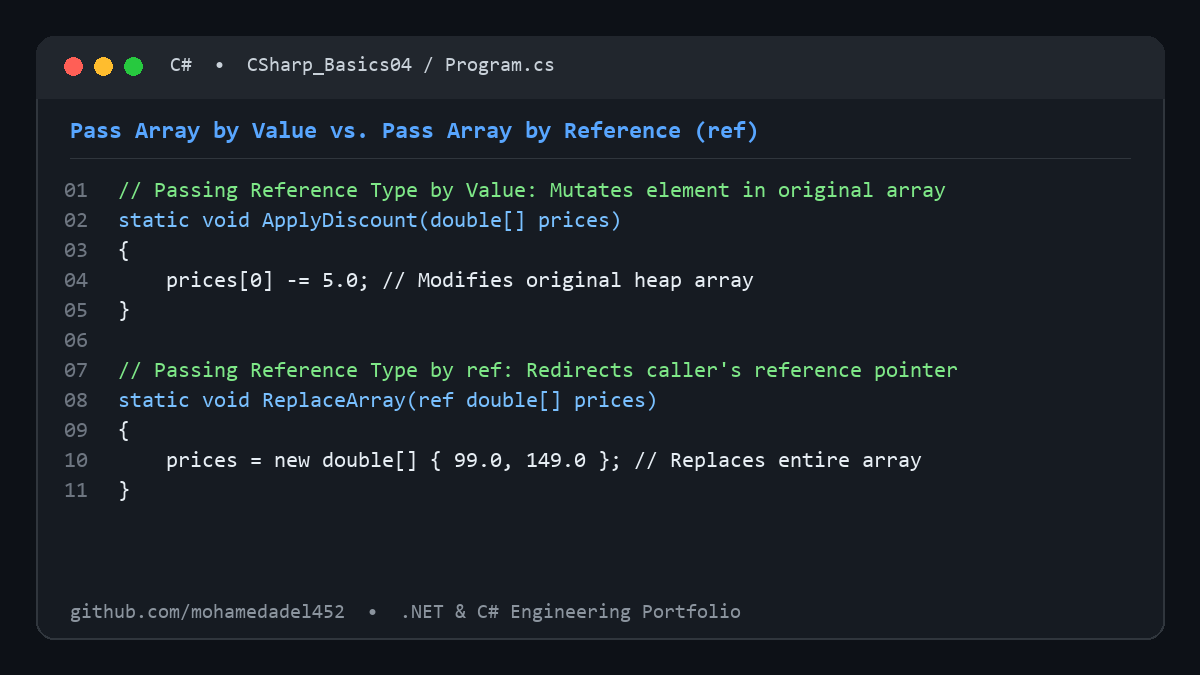 C# • CSharp_Basics04 / Program.cs
Pass Array by Value vs. Pass Array by Reference (ref)
01 // Passing Reference Type by Value: Mutates element in original array
02 static void ApplyDiscount(double[] prices)
03 {
04     prices[0] -= 5.0; // Modifies original heap array
05 }
06
07 // Passing Reference Type by ref: Redirects caller's reference pointer
08 static void ReplaceArray(ref double[] prices)
09 {
10     prices = new double[] { 99.0, 149.0 }; // Replaces entire array
11 }
github.com/mohamedadel452 • .NET & C# Engineering Portfolio